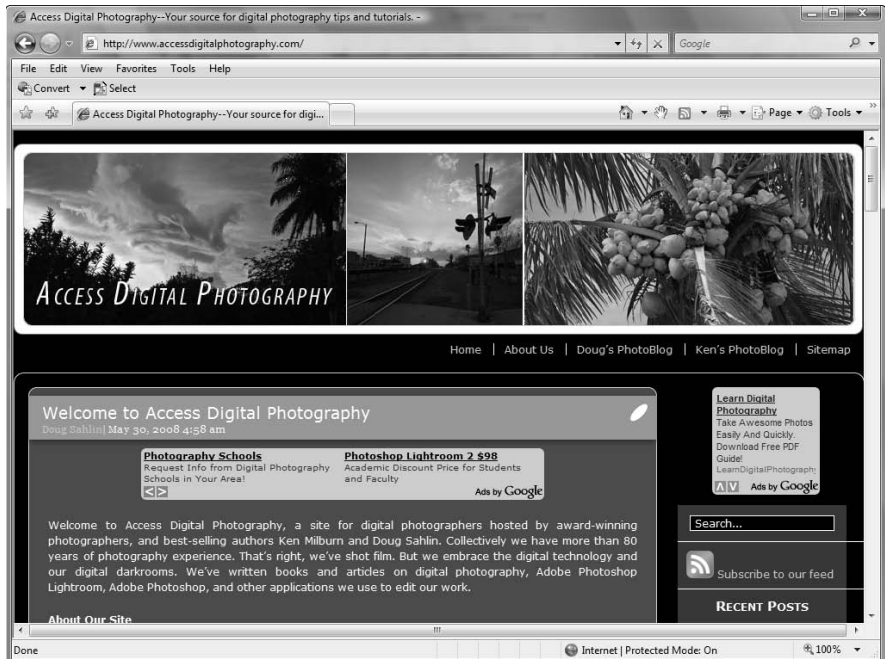 Access Digital Photography--Your source for digital photography tips and tutorials. -
http://www.accessdigitalphotography.com/
Google
File Edit View Favorites Tools Help
Convert Select
Access Digital Photography--Your source for digi...
Page Tools
ACCESS DIGITAL PHOTOGRAPHY
Home | About Us | Doug's PhotoBlog | Ken's PhotoBlog | Sitemap
Welcome to Access Digital Photography
Doug Sahlin| May 30, 2008 4:58 am
Photography Schools
Request Info from Digital Photography
Schools in Your Area!
Photoshop Lightroom 2 $98
Academic Discount Price for Students
and Faculty
Ads by Google
Welcome to Access Digital Photography, a site for digital photographers hosted by award-winning
photographers, and best-selling authors Ken Milburn and Doug Sahlin. Collectively we have more than 80
years of photography experience. That's right, we've shot film. But we embrace the digital technology and
our digital darkrooms. We've written books and articles on digital photography, Adobe Photoshop
Lightroom, Adobe Photoshop, and other applications we use to edit our work.
About Our Site
Learn Digital
Photography
Take Awesome Photos
Easily And Quickly.
Download Free PDF
Guide!
LearnDigitalPhotography
Ads by Google
Search...
Subscribe to our feed
RECENT POSTS
Done
Internet | Protected Mode: On
100%